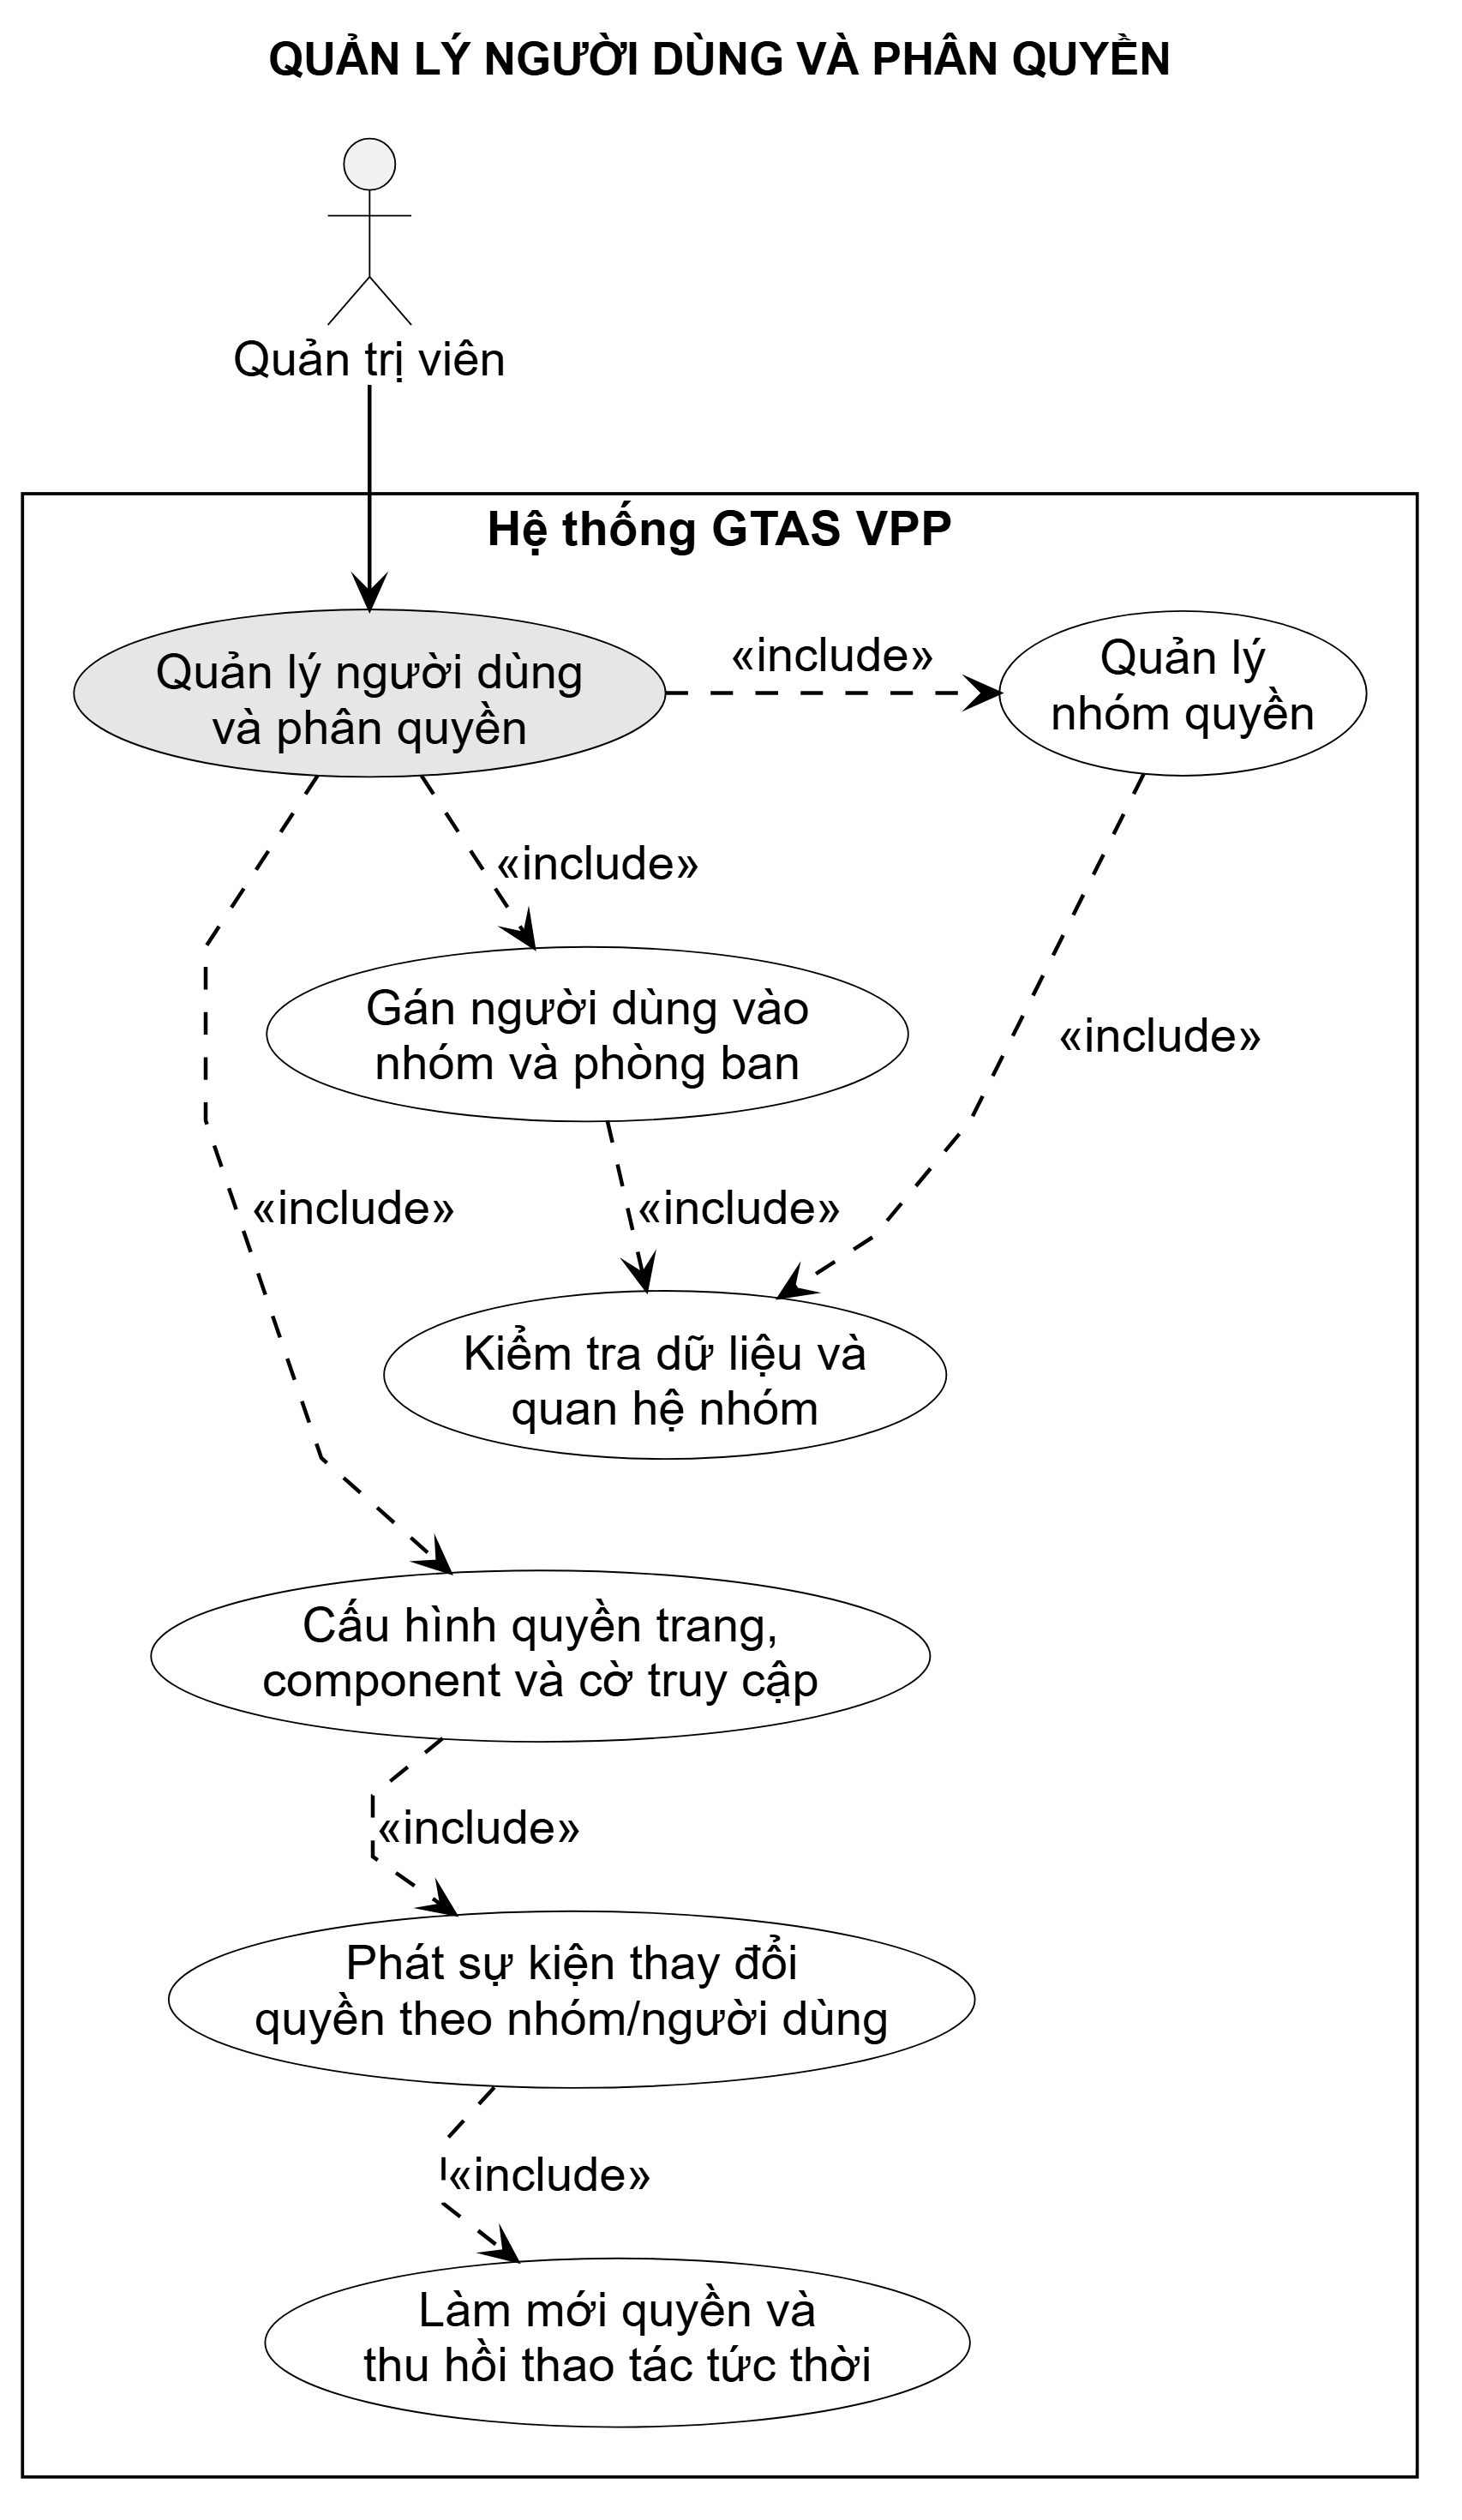 QUẢN LÝ NGƯỜI DÙNG VÀ PHÂN QUYỀN
Quản trị viên
Hệ thống GTAS VPP
Quản lý người dùng
và phân quyền
«include»
Quản lý
nhóm quyền
«include»
Gán người dùng vào
nhóm và phòng ban
«include»
«include»
«include»
Kiểm tra dữ liệu và
quan hệ nhóm
Cấu hình quyền trang,
component và cờ truy cập
«include»
Phát sự kiện thay đổi
quyền theo nhóm/người dùng
«include»
Làm mới quyền và
thu hồi thao tác tức thời